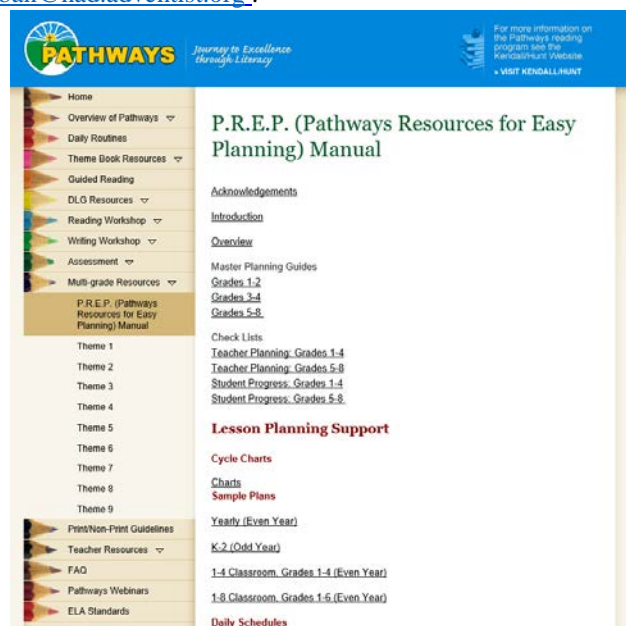 @nad.adventist.org .
PATHWAYS
Journey to Excellence
through Literacy
For more information on
the Pathways reading
program see the
Kendall/Hunt Website.
» VISIT KENDALL/HUNT
Home
Overview of Pathways
Daily Routines
Theme Book Resources
Guided Reading
DLG Resources
Reading Workshop
Writing Workshop
Assessment
Multi-grade Resources
P.R.E.P. (Pathways
Resources for Easy
Planning) Manual
Theme 1
Theme 2
Theme 3
Theme 4
Theme 5
Theme 6
Theme 7
Theme 8
Theme 9
Print/Non-Print Guidelines
Teacher Resources
FAQ
Pathways Webinars
ELA Standards
P.R.E.P. (Pathways Resources for Easy
Planning) Manual
Acknowledgements
Introduction
Overview
Master Planning Guides
Grades 1-2
Grades 3-4
Grades 5-8
Check Lists
Teacher Planning: Grades 1-4
Teacher Planning: Grades 5-8
Student Progress: Grades 1-4
Student Progress: Grades 5-8
Lesson Planning Support
Cycle Charts
Charts
Sample Plans
Yearly (Even Year)
K-2 (Odd Year)
1-4 Classroom, Grades 1-4 (Even Year)
1-8 Classroom, Grades 1-6 (Even Year)
Daily Schedules